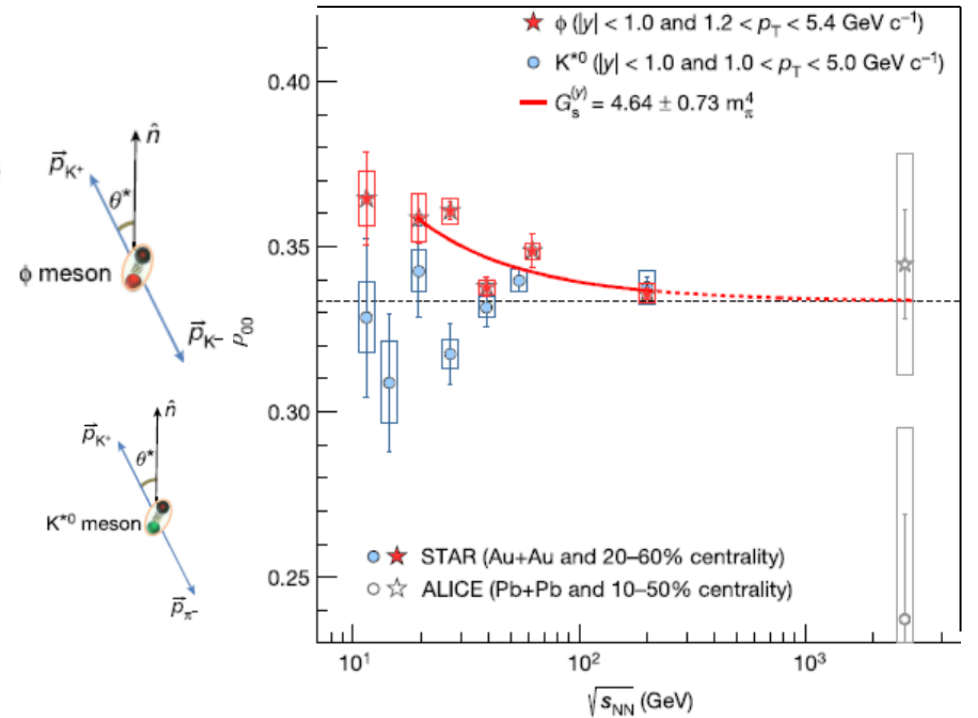 n̂
p⃗K⁺
θ*
ϕ meson
p⃗K⁻
n̂
p⃗K⁺
θ*
K*0 meson
p⃗π⁻
★ ϕ (|y| < 1.0 and 1.2 < pT < 5.4 GeV c⁻¹)
K*0 (|y| < 1.0 and 1.0 < pT < 5.0 GeV c⁻¹)
Gs(y) = 4.64 ± 0.73 mπ⁴
ρ00
0.40
0.35
0.30
0.25
STAR (Au+Au and 20–60% centrality)
ALICE (Pb+Pb and 10–50% centrality)
10¹ 10² 10³
√sNN (GeV)